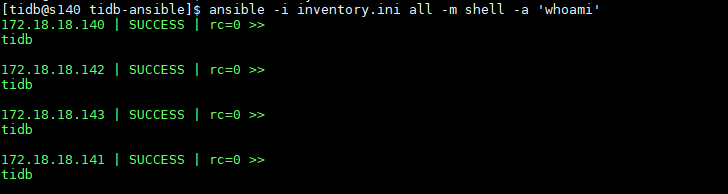 [tidb@s140 tidb-ansible]$ ansible -i inventory.ini all -m shell -a 'whoami'
172.18.18.140 | SUCCESS | rc=0 >>
tidb
172.18.18.142 | SUCCESS | rc=0 >>
tidb
172.18.18.143 | SUCCESS | rc=0 >>
tidb
172.18.18.141 | SUCCESS | rc=0 >>
tidb